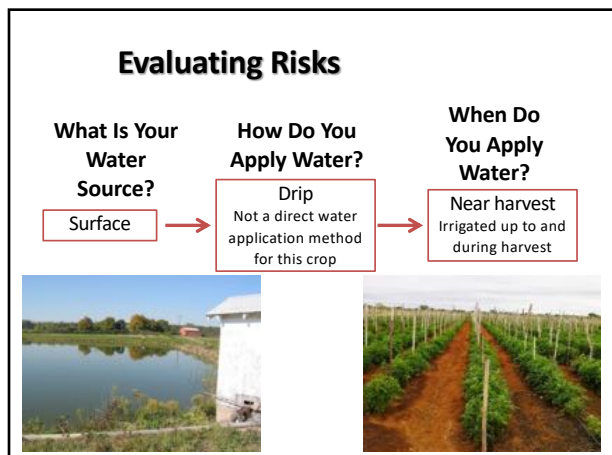 Evaluating Risks
What Is Your
Water
Source?
Surface
How Do You
Apply Water?
Drip
Not a direct water
application method
for this crop
When Do
You Apply
Water?
Near harvest
Irrigated up to and
during harvest